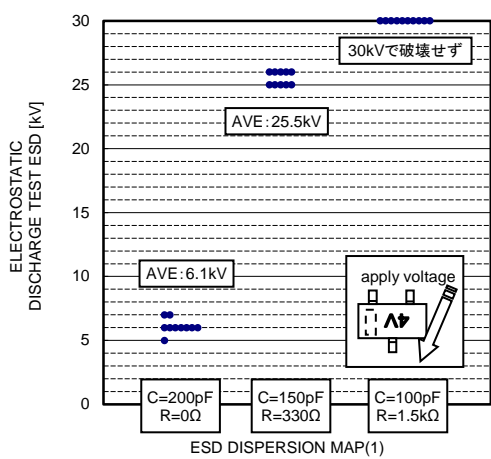 ELECTROSTATIC
DISCHARGE TEST ESD [kV]
30
25
20
15
10
5
0
30kVで破壊せず
AVE:25.5kV
AVE:6.1kV
apply voltage
4V
C=200pF
R=0Ω
C=150pF
R=330Ω
C=100pF
R=1.5kΩ
ESD DISPERSION MAP(1)